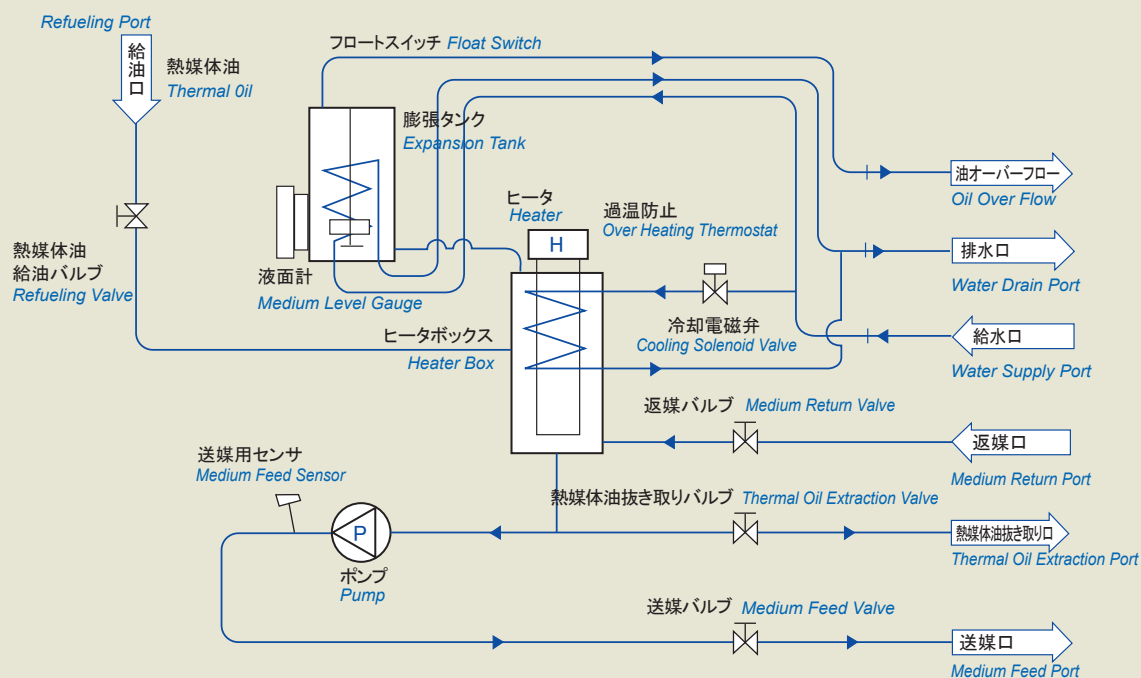 Refueling Port
給油口
熱媒体油
Thermal 0il
フロートスイッチ Float Switch
膨張タンク
Expansion Tank
油オーバーフロー
Oil Over Flow
ヒータ
Heater
H
過温防止
Over Heating Thermostat
排水口
Water Drain Port
熱媒体油
給油バルブ
Refueling Valve
液面計
Medium Level Gauge
冷却電磁弁
Cooling Solenoid Valve
給水口
Water Supply Port
ヒータボックス
Heater Box
返媒バルブ Medium Return Valve
返媒口
Medium Return Port
送媒用センサ
Medium Feed Sensor
熱媒体油抜き取りバルブ Thermal Oil Extraction Valve
熱媒体油抜き取り口
Thermal Oil Extraction Port
P
ポンプ
Pump
送媒バルブ Medium Feed Valve
送媒口
Medium Feed Port